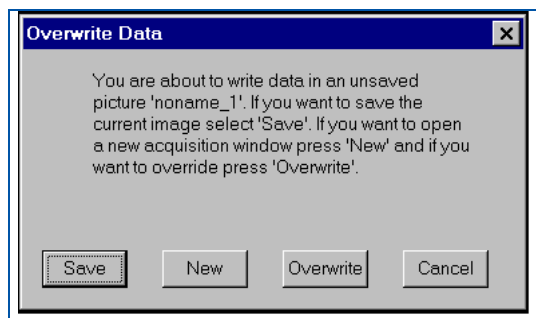 Overwrite Data
You are about to write data in an unsaved
picture 'noname_1'. If you want to save the
current image select 'Save'. If you want to open
a new acquisition window press 'New' and if you
want to override press 'Overwrite'.
Save New Overwrite Cancel